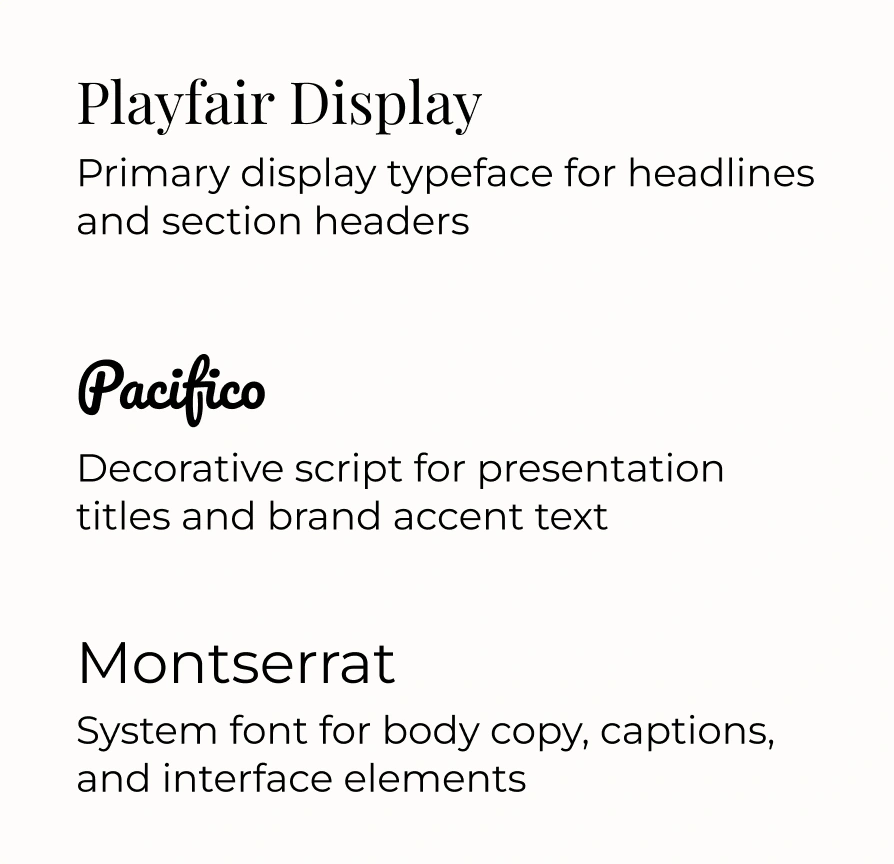 Playfair Display
Primary display typeface for headlines
and section headers
Pacifico
Decorative script for presentation
titles and brand accent text
Montserrat
System font for body copy, captions,
and interface elements